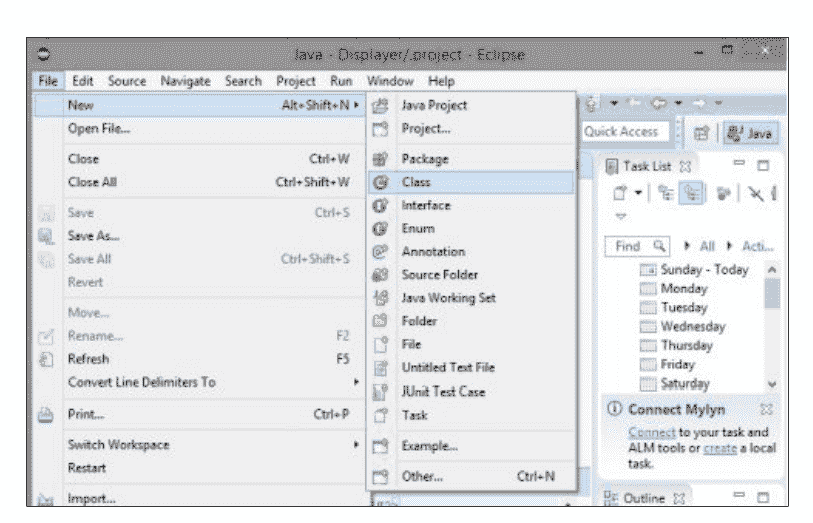 Java - Displayer/.project - Eclipse
File Edit Source Navigate Search Project Run Window Help
New Alt+Shift+N
Open File...
Close Ctrl+W
Close All Ctrl+Shift+W
Save Ctrl+S
Save As...
Save All Ctrl+Shift+S
Revert
Move...
Rename... F2
Refresh F5
Convert Line Delimiters To
Print... Ctrl+P
Switch Workspace
Restart
Import...
Java Project
Project...
Package
Class
Interface
Enum
Annotation
Source Folder
Java Working Set
Folder
File
Untitled Text File
JUnit Test Case
Task
Example...
Other... Ctrl+N
Quick Access Java
Task List
Find All Acti...
Sunday - Today
Monday
Tuesday
Wednesday
Thursday
Friday
Saturday
Connect Mylyn
Connect to your task and
ALM tools or create a local
task.
Outline